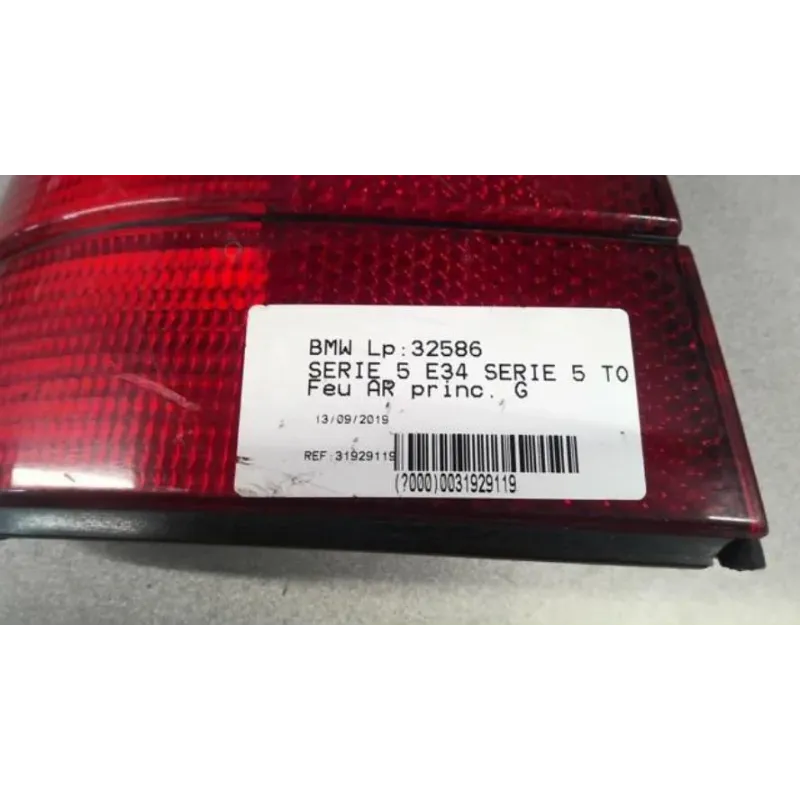 BMW Lp:32586
SERIE 5 E34 SERIE 5 TO
Feu AR princ. G
13/09/2019
REF:31929119
(?000)0031929119